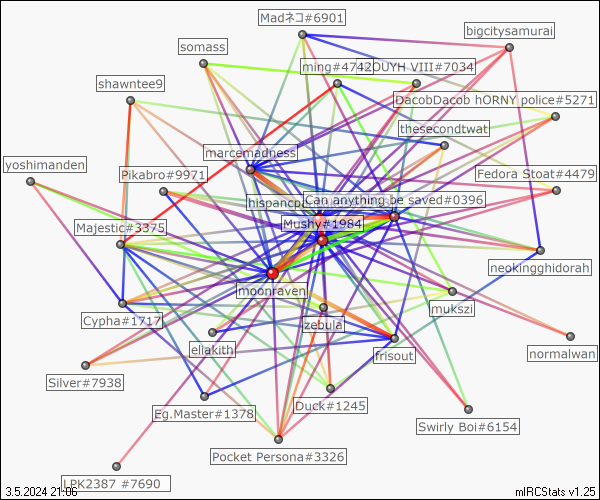 Madネコ#6901
bigcitysamurai
somass
ming#4742
DUYH VIII#7034
shawntee9
DacobDacob hORNY police#5271
thesecondtwat
marcemadness
yoshimanden
Pikabro#9971
Fedora Stoat#4479
hispancp
Can anything be saved#0396
Majestic#3375
Mushy#1984
neokingghidorah
moonraven
mukszi
Cypha#1717
zebula
eliakith
frisout
normalwan
Silver#7938
Duck#1245
Eg.Master#1378
Swirly Boi#6154
Pocket Persona#3326
LPK2387 #7690
3.5.2024 21:06
mIRCStats v1.25